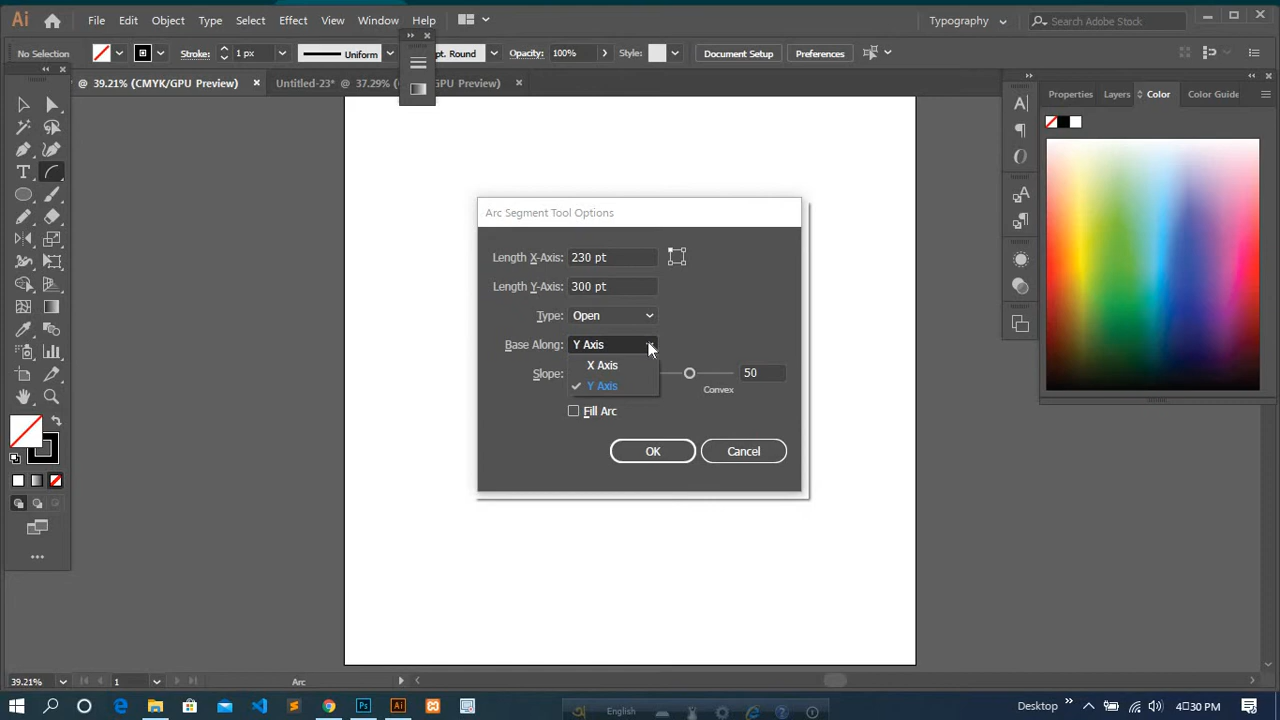 Ai File Edit Object Type Select Effect View Window Help Typography Search Adobe Stock
No Selection Stroke: 1 px Uniform pt. Round Opacity: 100% Style: Document Setup Preferences
@ 39.21% (CMYK/GPU Preview) Untitled-23* @ 37.29% (C GPU Preview)
Properties Layers Color Color Guide
Arc Segment Tool Options
Length X-Axis: 230 pt
Length Y-Axis: 300 pt
Type: Open
Base Along: Y Axis
X Axis
Y Axis
Slope: 50
Convex
Fill Arc
OK Cancel
39.21% 1 Arc
English Desktop 4:30 PM